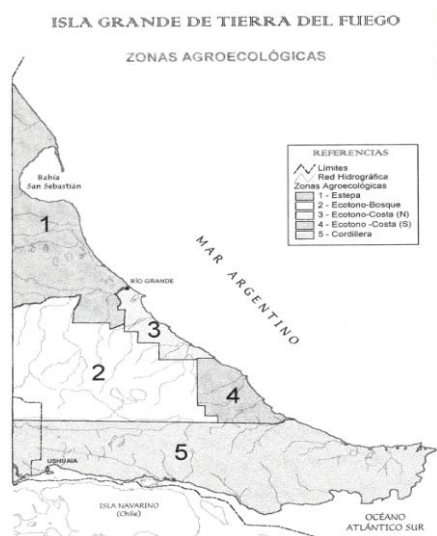 ISLA GRANDE DE TIERRA DEL FUEGO
ZONAS AGROECOLÓGICAS
Bahía
San Sebastián
REFERENCIAS
Límites
Red Hidrográfica
Zonas Agroecológicas
1 - Estepa
2 - Ecotono-Bosque
3 - Ecotono-Costa (N)
4 - Ecotono -Costa (S)
5 - Cordillera
1
MAR ARGENTINO
RÍO GRANDE
3
2
4
5
USHUAIA
ISLA NAVARINO
(Chile)
OCÉANO
ATLÁNTICO SUR